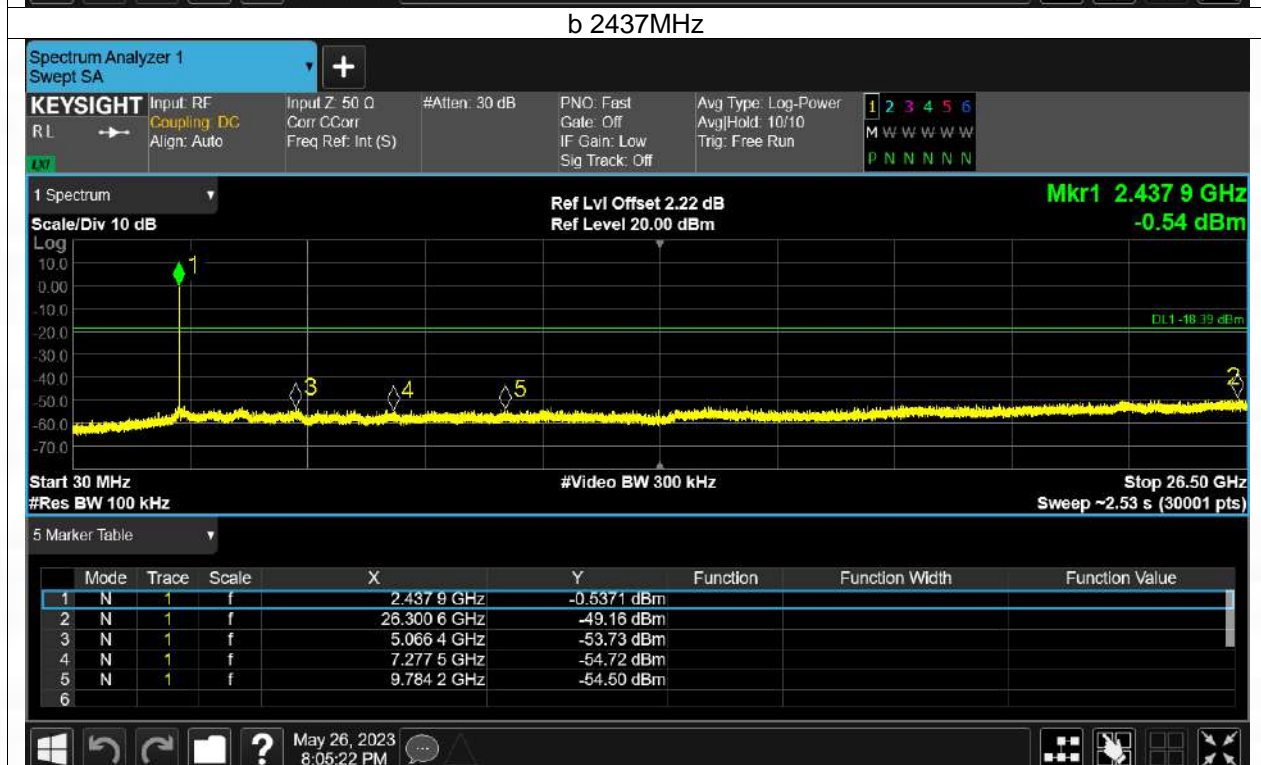 b 2437MHz
Spectrum Analyzer 1
Swept SA
+
KEYSIGHT
RL
LXI
Input: RF
Coupling: DC
Align: Auto
Input Z: 50 Ω
Corr CCorr
Freq Ref: Int (S)
#Atten: 30 dB
PNO: Fast
Gate: Off
IF Gain: Low
Sig Track: Off
Avg Type: Log-Power
Avg|Hold: 10/10
Trig: Free Run
1 2 3 4 5 6
M W W W W W
P N N N N N
1 Spectrum
Scale/Div 10 dB
Ref Lvl Offset 2.22 dB
Ref Level 20.00 dBm
Mkr1 2.437 9 GHz
-0.54 dBm
Log
10.0
0.00
-10.0
-20.0
-30.0
-40.0
-50.0
-60.0
-70.0
1
3
4
5
2
DL1 -18.39 dBm
Start 30 MHz
#Res BW 100 kHz
#Video BW 300 kHz
Stop 26.50 GHz
Sweep ~2.53 s (30001 pts)
5 Marker Table
Mode Trace Scale X Y Function Function Width Function Value
1 N 1 f 2.437 9 GHz -0.5371 dBm
2 N 1 f 26.300 6 GHz -49.16 dBm
3 N 1 f 5.066 4 GHz -53.73 dBm
4 N 1 f 7.277 5 GHz -54.72 dBm
5 N 1 f 9.784 2 GHz -54.50 dBm
6
?
May 26, 2023
8:05:22 PM